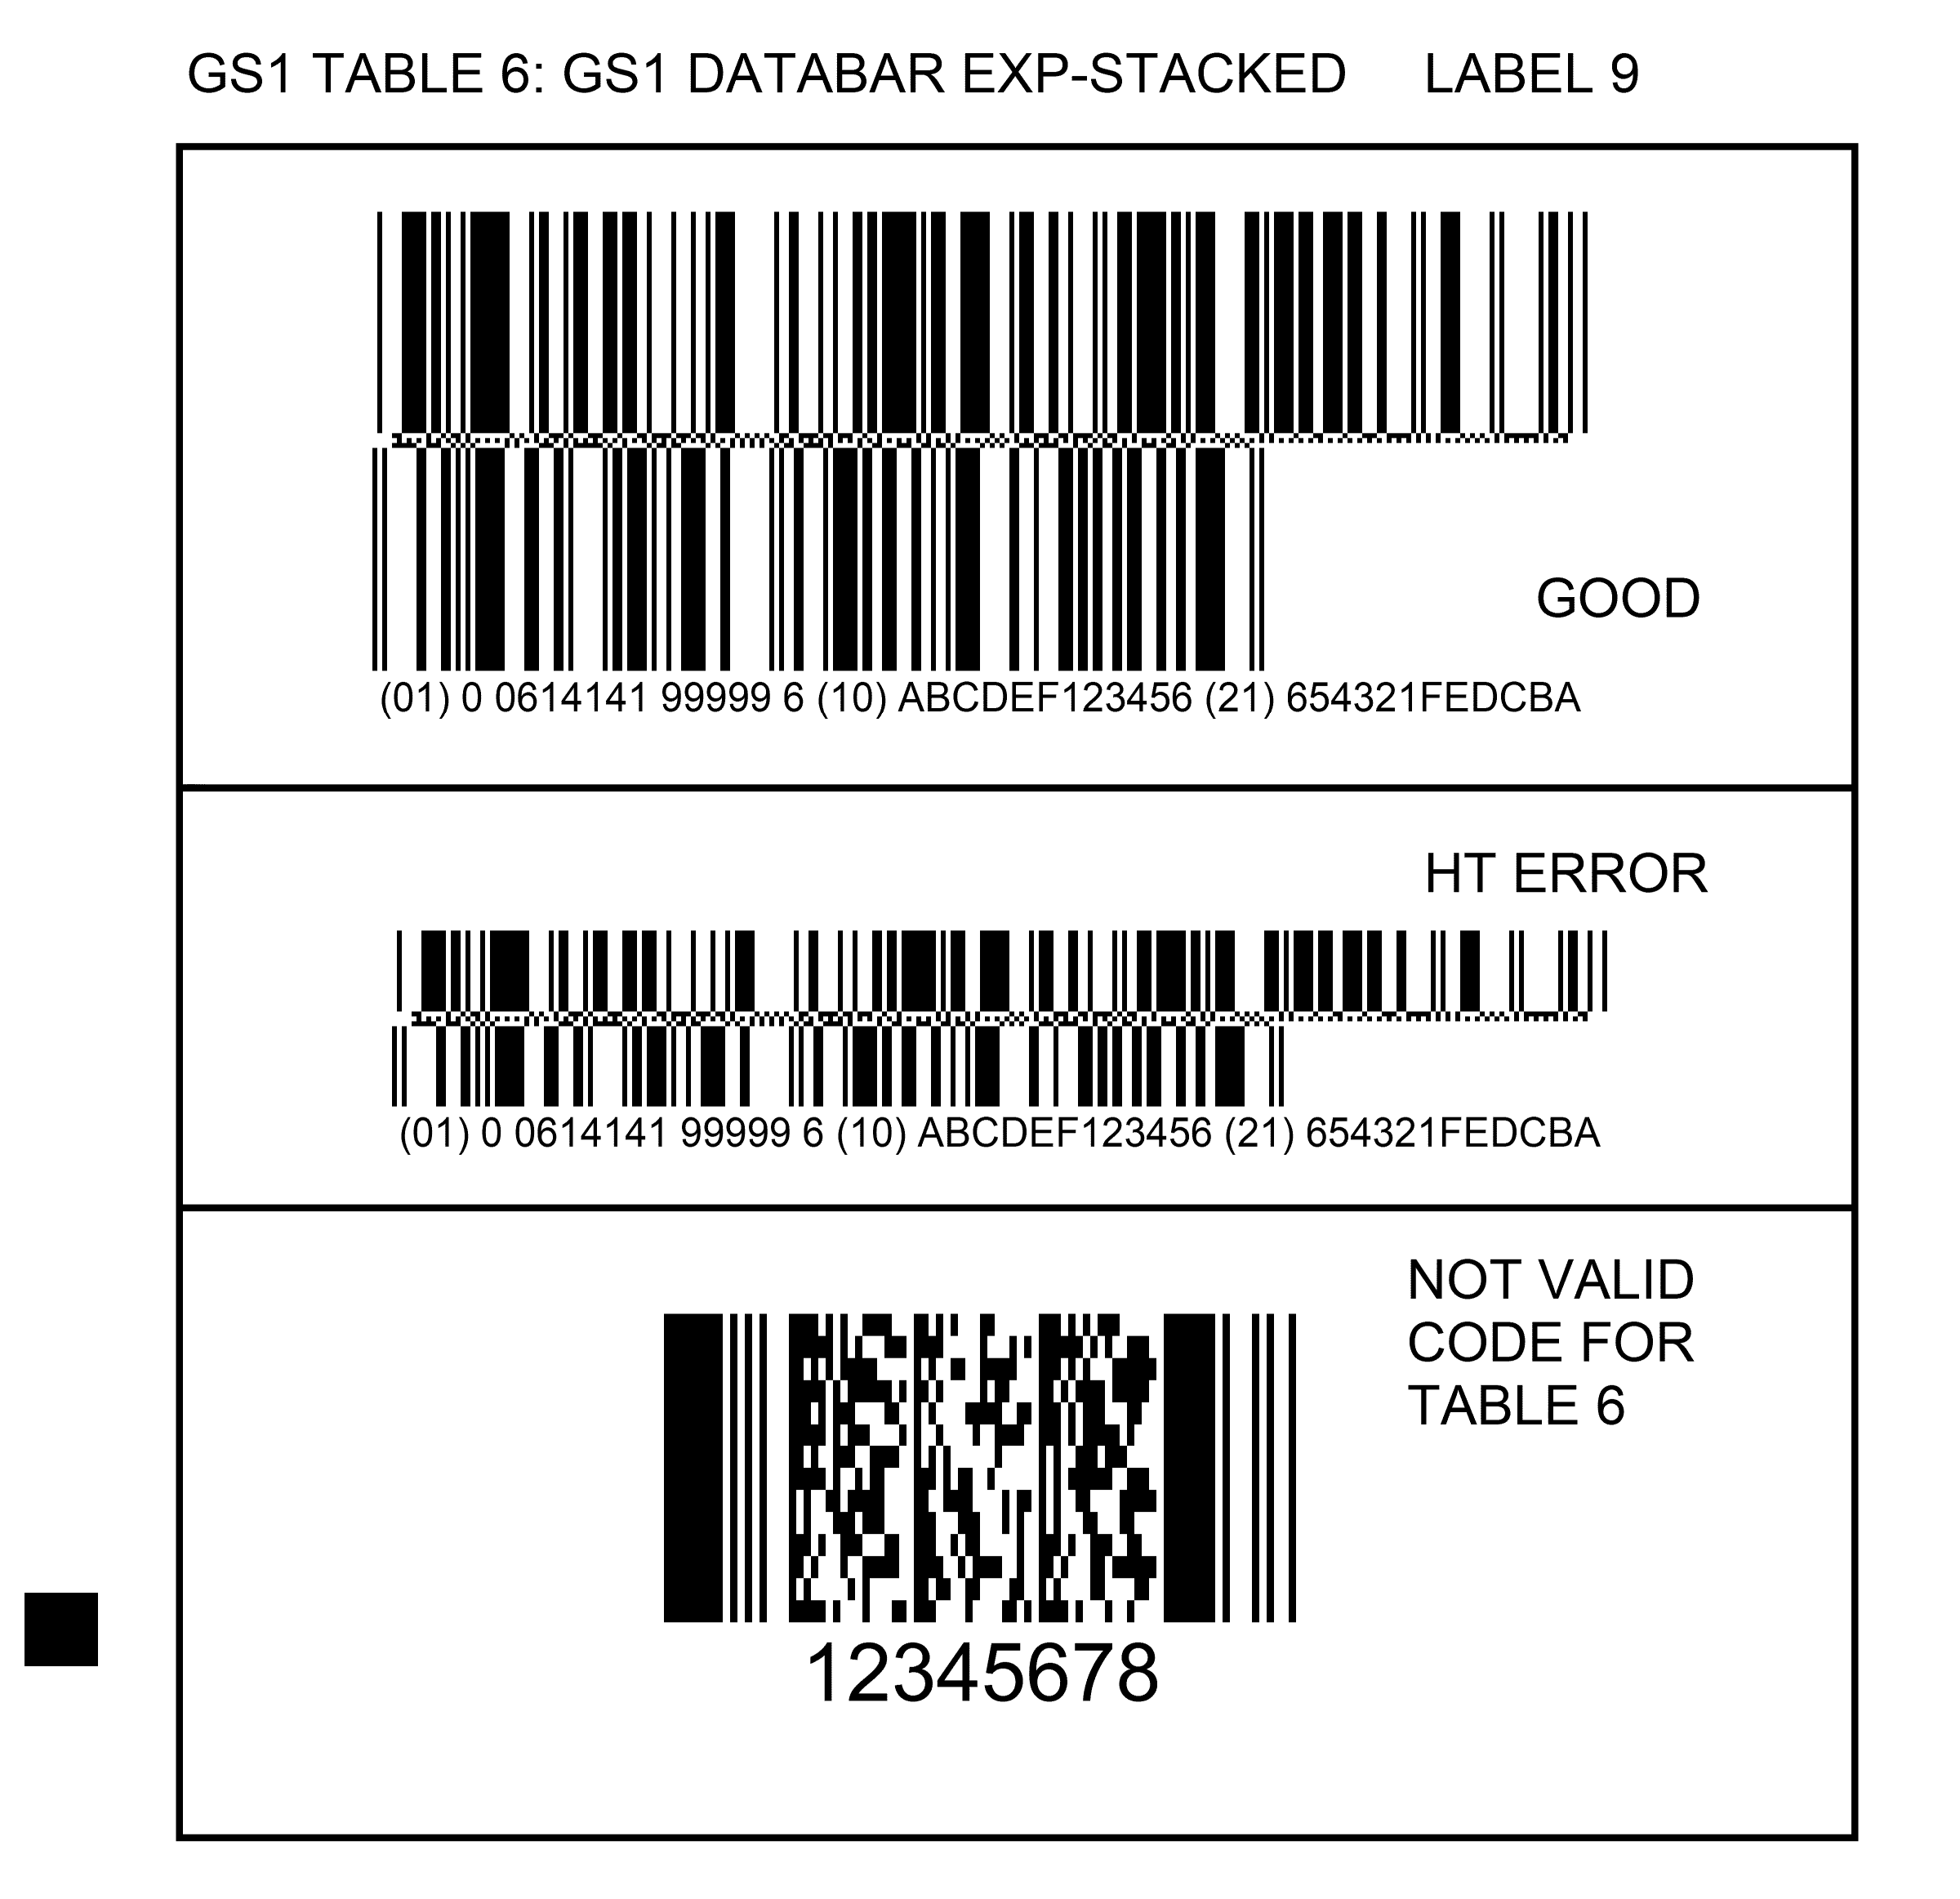 GS1 TABLE 6: GS1 DATABAR EXP-STACKED LABEL 9
GOOD
(01) 0 0614141 99999 6 (10) ABCDEF123456 (21) 654321FEDCBA
HT ERROR
(01) 0 0614141 99999 6 (10) ABCDEF123456 (21) 654321FEDCBA
NOT VALID
CODE FOR
TABLE 6
12345678